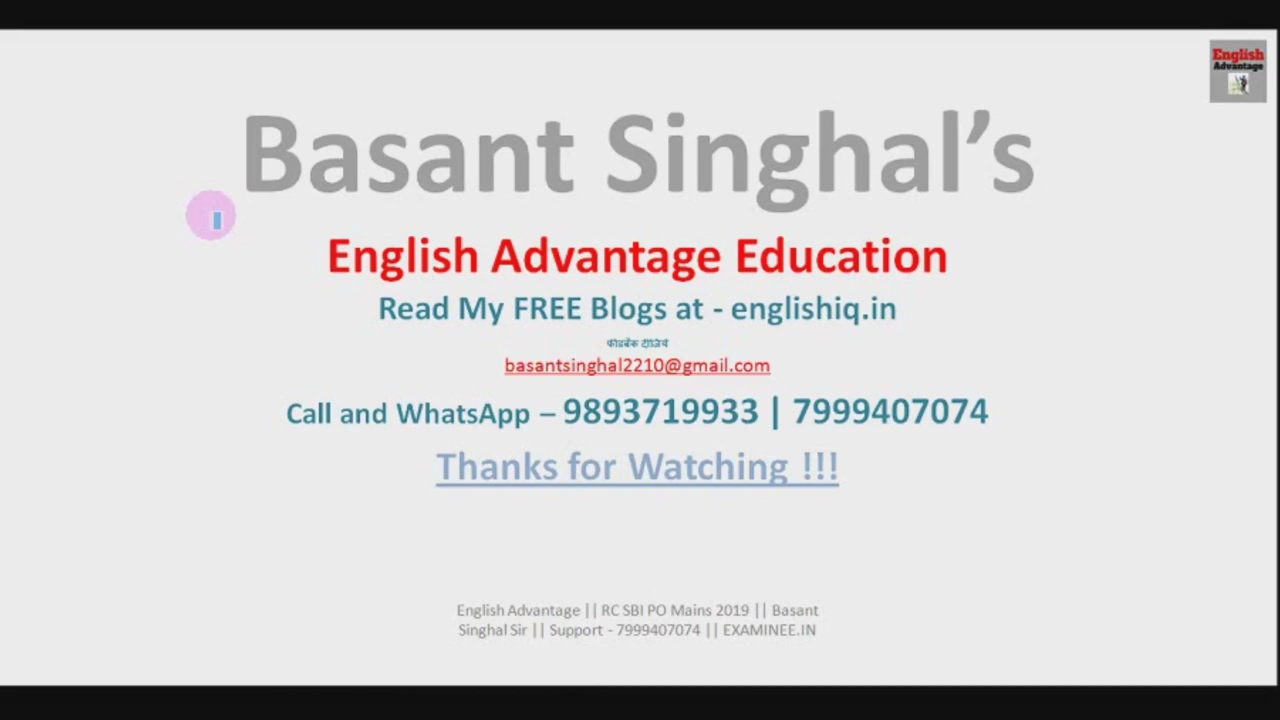 English
Advantage
Basant Singhal's
English Advantage Education
Read My FREE Blogs at - englishiq.in
फीडबैक दीजिये
basantsinghal2210@gmail.com
Call and WhatsApp – 9893719933 | 7999407074
Thanks for Watching !!!
English Advantage || RC SBI PO Mains 2019 || Basant
Singhal Sir || Support - 7999407074 || EXAMINEE.IN